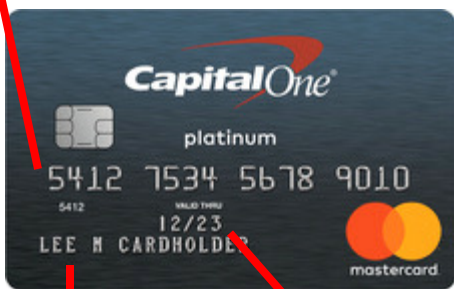 Capital One®
platinum
5412 7534 5678 9010
5412 VALID THRU
12/23
LEE M CARDHOLDER
mastercard